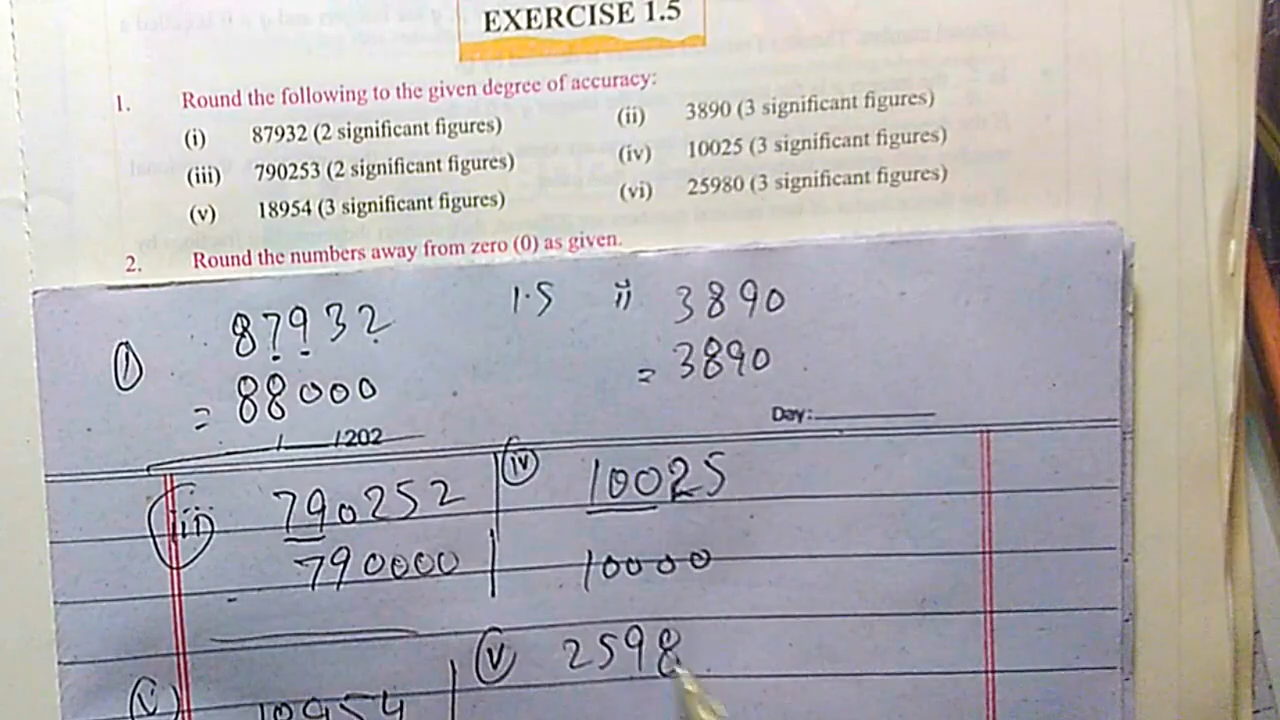 EXERCISE 1.5
1. Round the following to the given degree of accuracy:
(i) 87932 (2 significant figures) (ii) 3890 (3 significant figures)
(iii) 790253 (2 significant figures) (iv) 10025 (3 significant figures)
(v) 18954 (3 significant figures) (vi) 25980 (3 significant figures)
2. Round the numbers away from zero (0) as given.
(i) 87932 1.5 ii 3890
= 88000 = 3890
/ /202 Day:
(iii) 790252 (iv) 10025
790000 10000
(v) 2598
(v) 18954